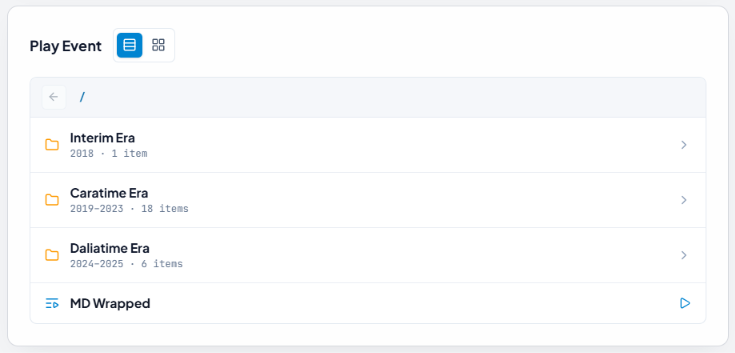 Play Event
/
Interim Era
2018 · 1 item
Caratime Era
2019–2023 · 18 items
Daliatime Era
2024–2025 · 6 items
MD Wrapped